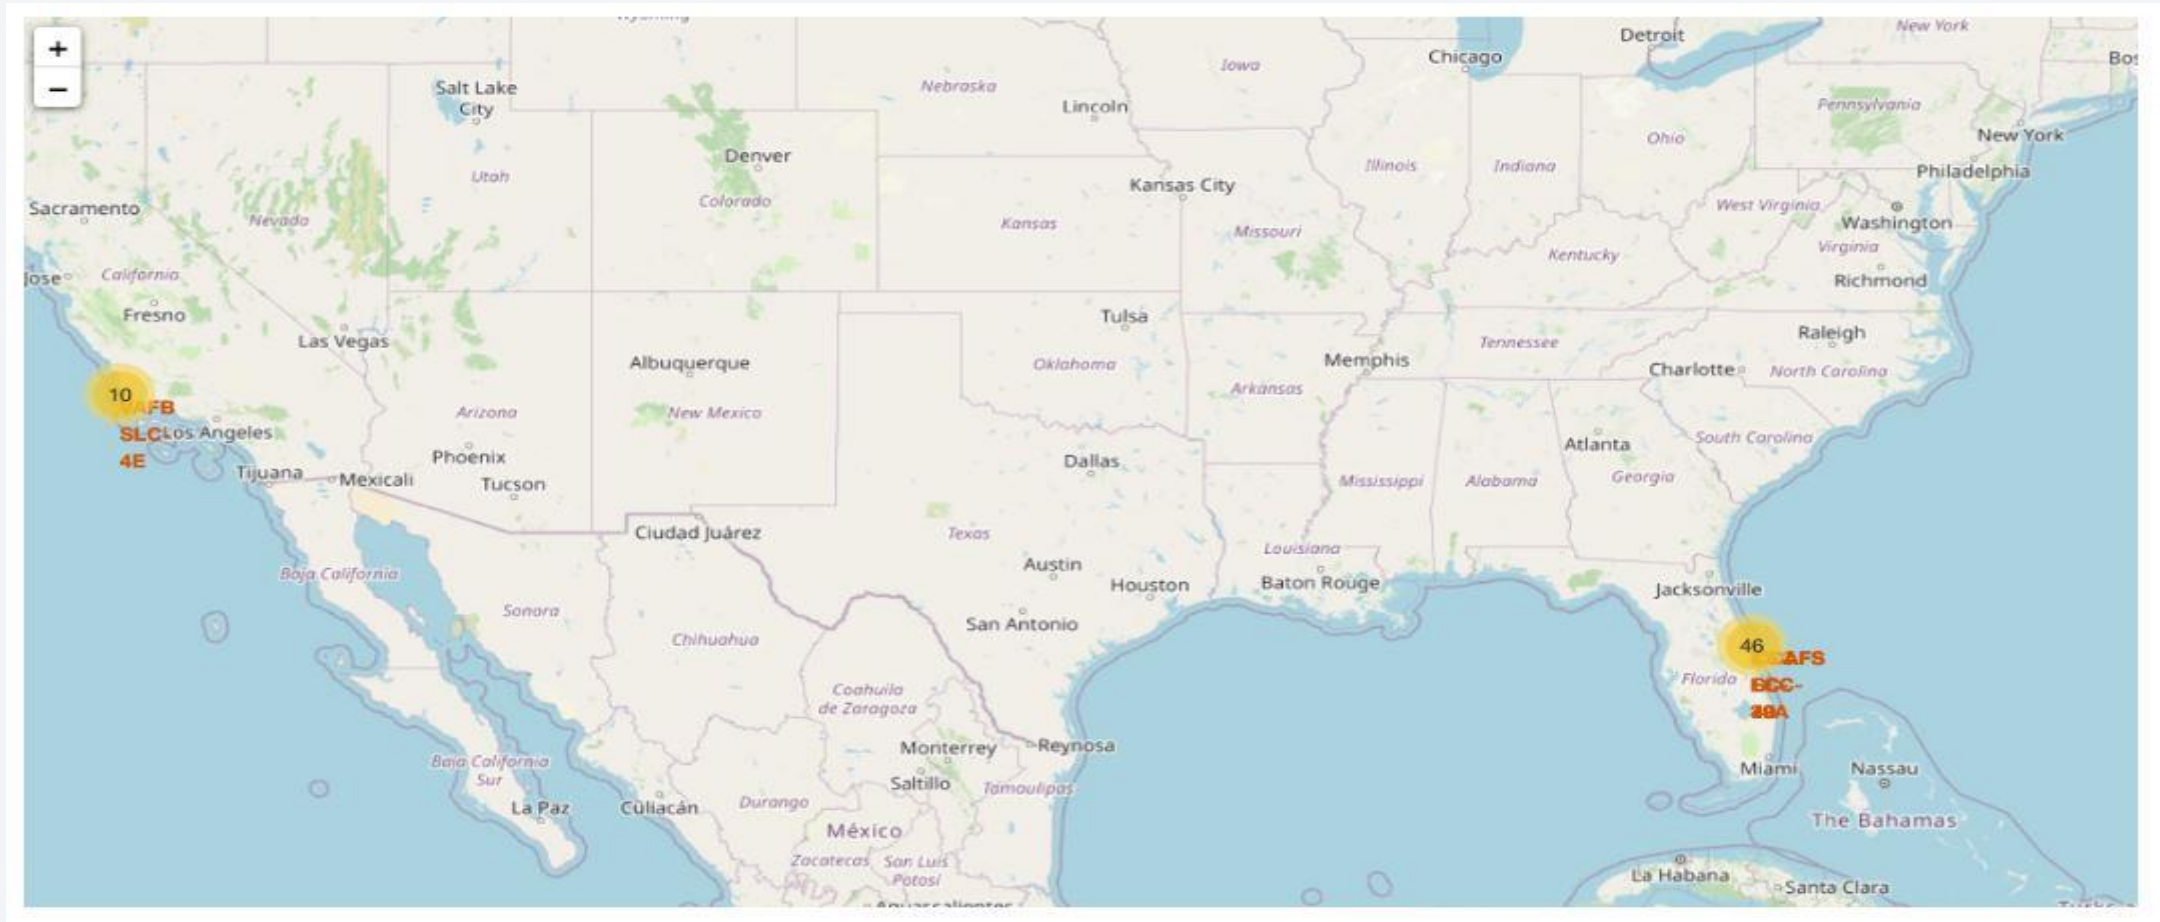 +
−
New York
Detroit
Chicago
Iowa
Salt Lake
City
Nebraska
Lincoln
Pennsylvania
New York
Denver
Ohio
Illinois
Indiana
Utah
Colorado
Kansas City
Philadelphia
Sacramento
Nevada
Kansas
Missouri
West Virginia
Washington
Virginia
Kentucky
Jose
California
Richmond
Fresno
Las Vegas
Tulsa
Raleigh
Tennessee
Albuquerque
Oklahoma
Memphis
Charlotte
North Carolina
Arkansas
10
VAFB
SLC-
4E
Los Angeles
Arizona
New Mexico
Phoenix
Tucson
Tijuana
Mexicali
Dallas
Atlanta
South Carolina
Mississippi
Alabama
Georgia
Ciudad Juárez
Texas
Louisiana
Austin
Houston
Baton Rouge
Baja California
Sonora
Jacksonville
San Antonio
Chihuahua
46
Florida
Coahuila
de Zaragoza
Monterrey
Reynosa
Saltillo
Tamaulipas
Baja California
Sur
La Paz
Culiacán
Durango
México
Miami
Nassau
The Bahamas
Zacatecas
San Luis
Potosí
La Habana
Santa Clara
Aguascalientes